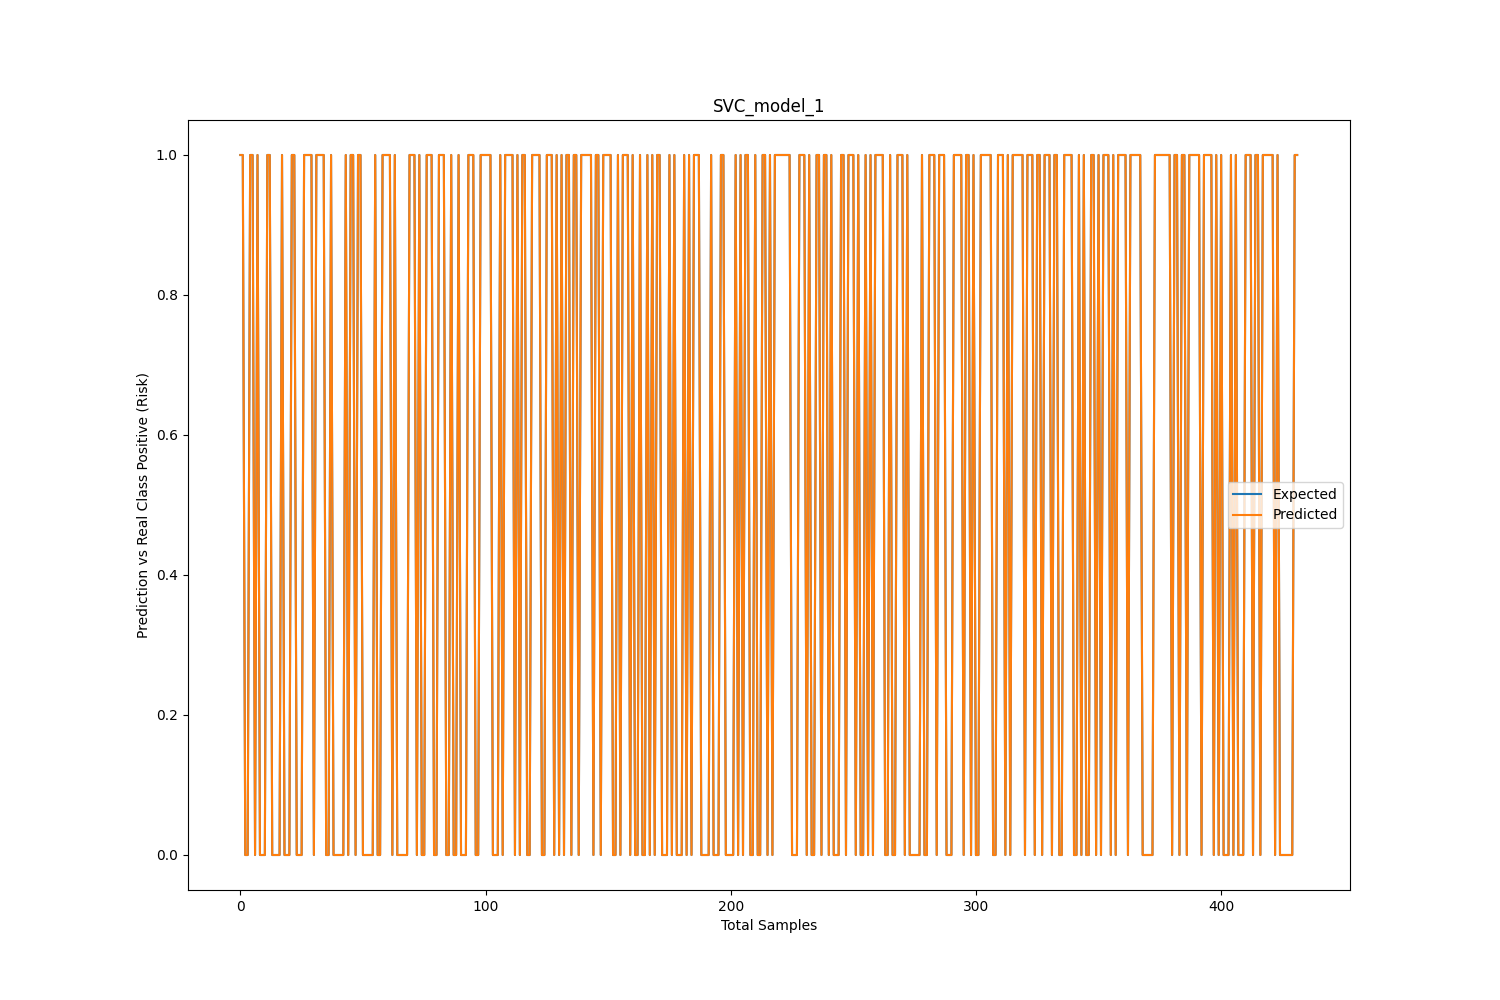 SVC_model_1
1.0
0.8
0.6
0.4
0.2
0.0
Prediction vs Real Class Positive (Risk)
Expected
Predicted
0 100 200 300 400
Total Samples